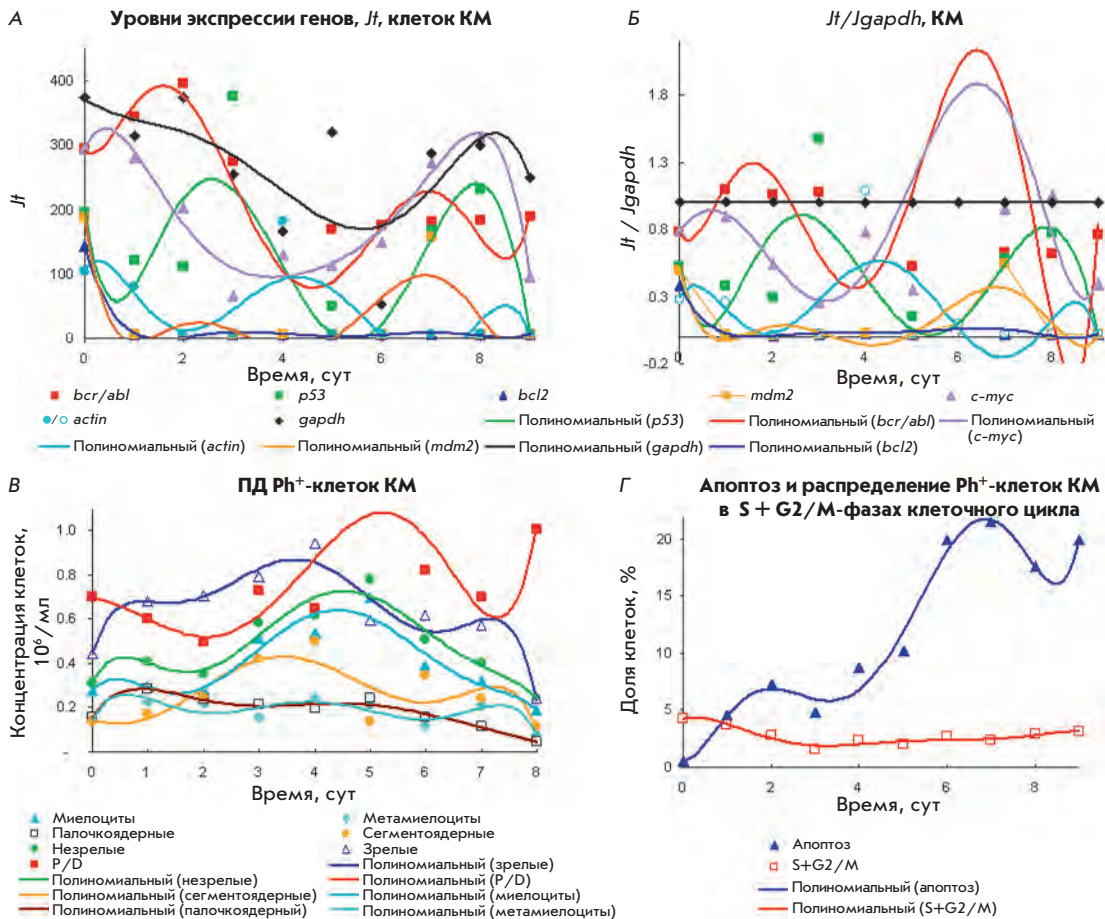 А
Уровни экспрессии генов, Jt, клеток КМ
Jt
400
300
200
100
0
0
2
4
6
8
Время, сут
Б
Jt/Jgapdh, КМ
Jt / Jgapdh
1.8
1.3
0.8
0.3
-0.2
0
2
4
6
8
Время, сут
bcr/abl
p53
bcl2
mdm2
c-myc
/ actin
gapdh
Полиномиальный (p53)
Полиномиальный (bcr/abl)
Полиномиальный (c-myc)
Полиномиальный (actin)
Полиномиальный (mdm2)
Полиномиальный (gapdh)
Полиномиальный (bcl2)
В
ПД Ph⁺-клеток КМ
Концентрация клеток, 10⁶/мл
1.0
0.8
0.6
0.4
0.2
-
0
1
2
3
4
5
6
7
8
Время, сут
Миелоциты
Метамиелоциты
Палочкоядерные
Сегментоядерные
Незрелые
Зрелые
P/D
Полиномиальный (зрелые)
Полиномиальный (незрелые)
Полиномиальный (P/D)
Полиномиальный (сегментоядерные)
Полиномиальный (миелоциты)
Полиномиальный (палочкоядерный)
Полиномиальный (метамиелоциты)
Г
Апоптоз и распределение Ph⁺-клеток КМ
в S + G2/M-фазах клеточного цикла
Доля клеток, %
20
15
10
5
0
0
2
4
6
8
Время, сут
Апоптоз
S+G2/M
Полиномиальный (апоптоз)
Полиномиальный (S+G2/M)